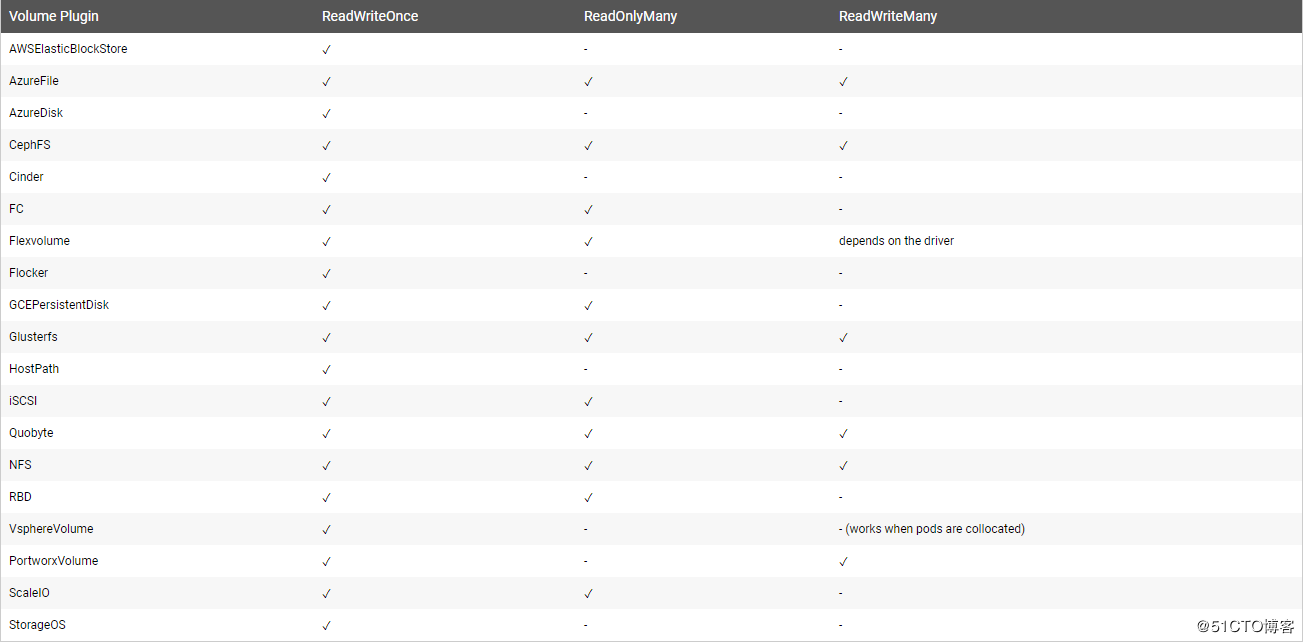 Volume Plugin ReadWriteOnce ReadOnlyMany ReadWriteMany
AWSElasticBlockStore ✓ - -
AzureFile ✓ ✓ ✓
AzureDisk ✓ - -
CephFS ✓ ✓ ✓
Cinder ✓ - -
FC ✓ ✓ -
Flexvolume ✓ ✓ depends on the driver
Flocker ✓ - -
GCEPersistentDisk ✓ ✓ -
Glusterfs ✓ ✓ ✓
HostPath ✓ - -
iSCSI ✓ ✓ -
Quobyte ✓ ✓ ✓
NFS ✓ ✓ ✓
RBD ✓ ✓ -
VsphereVolume ✓ - - (works when pods are collocated)
PortworxVolume ✓ - ✓
ScaleIO ✓ ✓ -
StorageOS ✓ - -
@51CTO博客